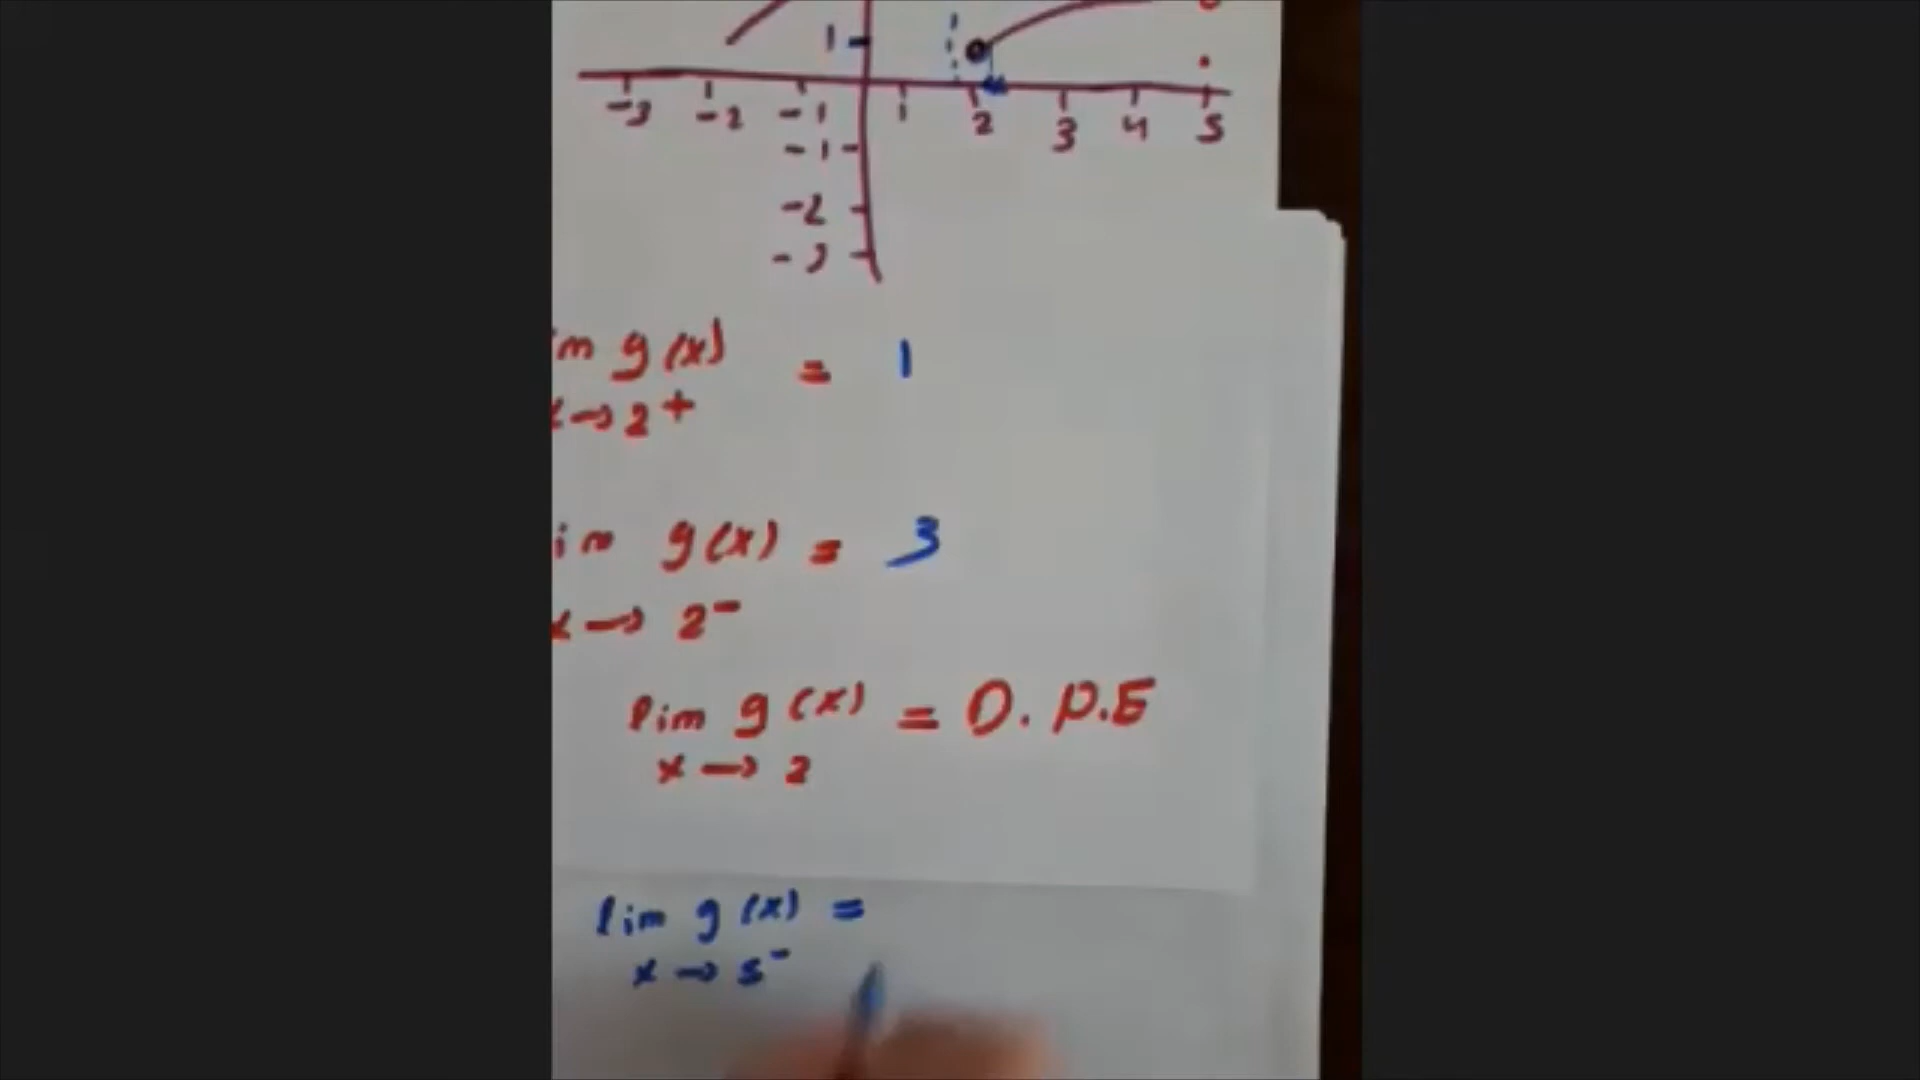 1
-3 -2 -1 1 2 3 4 5
-1
-2
-3
im g(x) = 1
x→2+
im g(x) = 3
x→2-
lim g(x) = D.N.E
x→2
lim g(x) =
x→5-